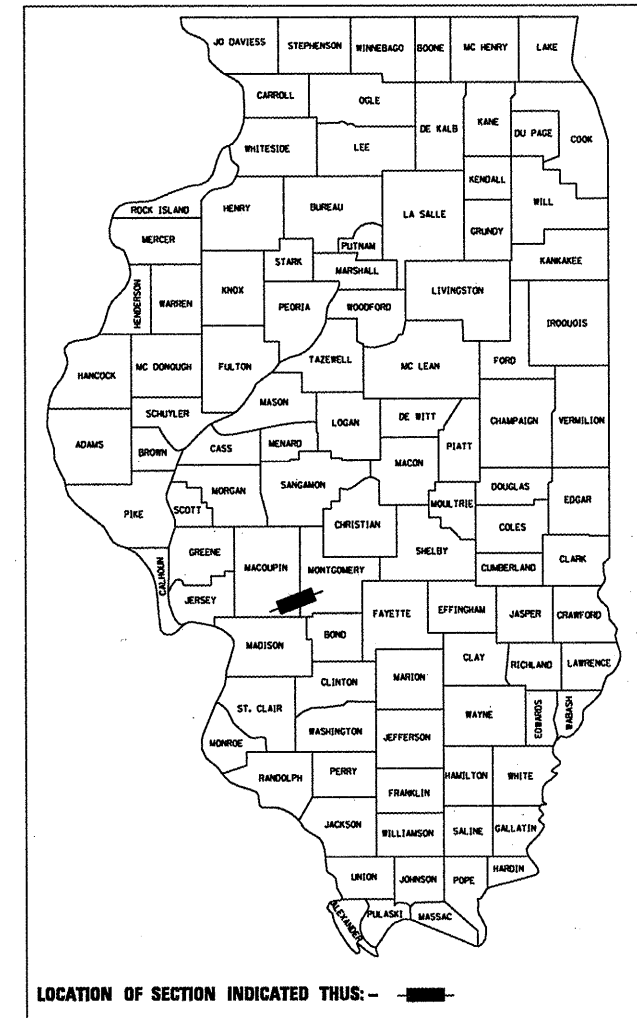 JO DAVIESS STEPHENSON WINNEBAGO BOONE MC HENRY LAKE
CARROLL OGLE DE KALB KANE DU PAGE COOK
WHITESIDE LEE KENDALL WILL
ROCK ISLAND HENRY BUREAU LA SALLE GRUNDY
MERCER PUTNAM KANKAKEE
STARK MARSHALL
HENDERSON WARREN KNOX PEORIA WOODFORD LIVINGSTON IROQUOIS
HANCOCK MC DONOUGH FULTON TAZEWELL MC LEAN FORD
SCHUYLER MASON LOGAN DE WITT CHAMPAIGN VERMILION
ADAMS BROWN CASS MENARD MACON PIATT
PIKE SCOTT MORGAN SANGAMON MOULTRIE DOUGLAS EDGAR
CHRISTIAN COLES
GREENE MACOUPIN MONTGOMERY SHELBY CUMBERLAND CLARK
CALHOUN JERSEY FAYETTE EFFINGHAM JASPER CRAWFORD
MADISON BOND CLAY RICHLAND LAWRENCE
CLINTON MARION
ST. CLAIR WASHINGTON WAYNE EDWARDS WABASH
MONROE JEFFERSON
RANDOLPH PERRY HAMILTON WHITE
FRANKLIN
JACKSON WILLIAMSON SALINE GALLATIN
UNION JOHNSON POPE HARDIN
ALEXANDER PULASKI MASSAC
LOCATION OF SECTION INDICATED THUS: -